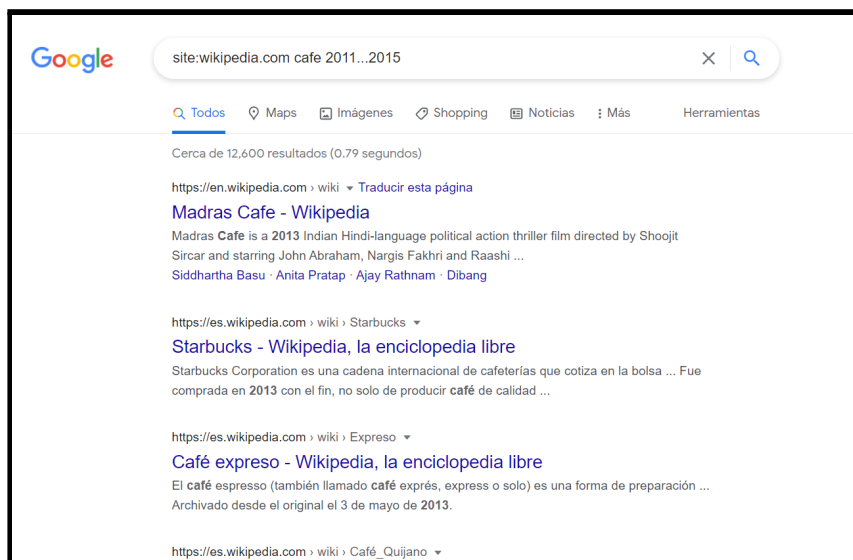 Google
site:wikipedia.com cafe 2011...2015
Todos Maps Imágenes Shopping Noticias Más Herramientas
Cerca de 12,600 resultados (0.79 segundos)
https://en.wikipedia.com › wiki Traducir esta página
Madras Cafe - Wikipedia
Madras Cafe is a 2013 Indian Hindi-language political action thriller film directed by Shoojit
Sircar and starring John Abraham, Nargis Fakhri and Raashi ...
Siddhartha Basu · Anita Pratap · Ajay Rathnam · Dibang
https://es.wikipedia.com › wiki › Starbucks
Starbucks - Wikipedia, la enciclopedia libre
Starbucks Corporation es una cadena internacional de cafeterías que cotiza en la bolsa ... Fue
comprada en 2013 con el fin, no solo de producir café de calidad ...
https://es.wikipedia.com › wiki › Expreso
Café expreso - Wikipedia, la enciclopedia libre
El café espresso (también llamado café exprés, express o solo) es una forma de preparación ...
Archivado desde el original el 3 de mayo de 2013.
https://es.wikipedia.com › wiki › Café_Quijano